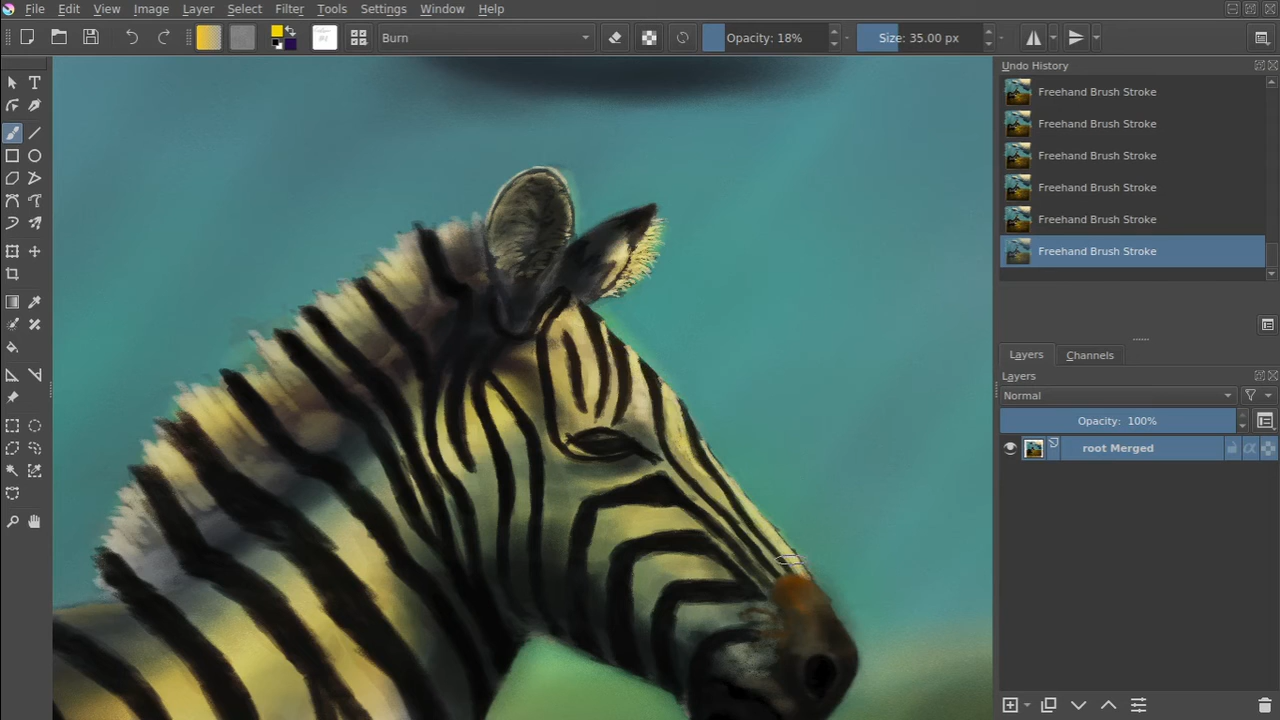 File Edit View Image Layer Select Filter Tools Settings Window Help
Burn Opacity: 18% Size: 35.00 px
Undo History
Freehand Brush Stroke
Freehand Brush Stroke
Freehand Brush Stroke
Freehand Brush Stroke
Freehand Brush Stroke
Freehand Brush Stroke
Layers Channels
Layers
Normal
Opacity: 100%
root Merged